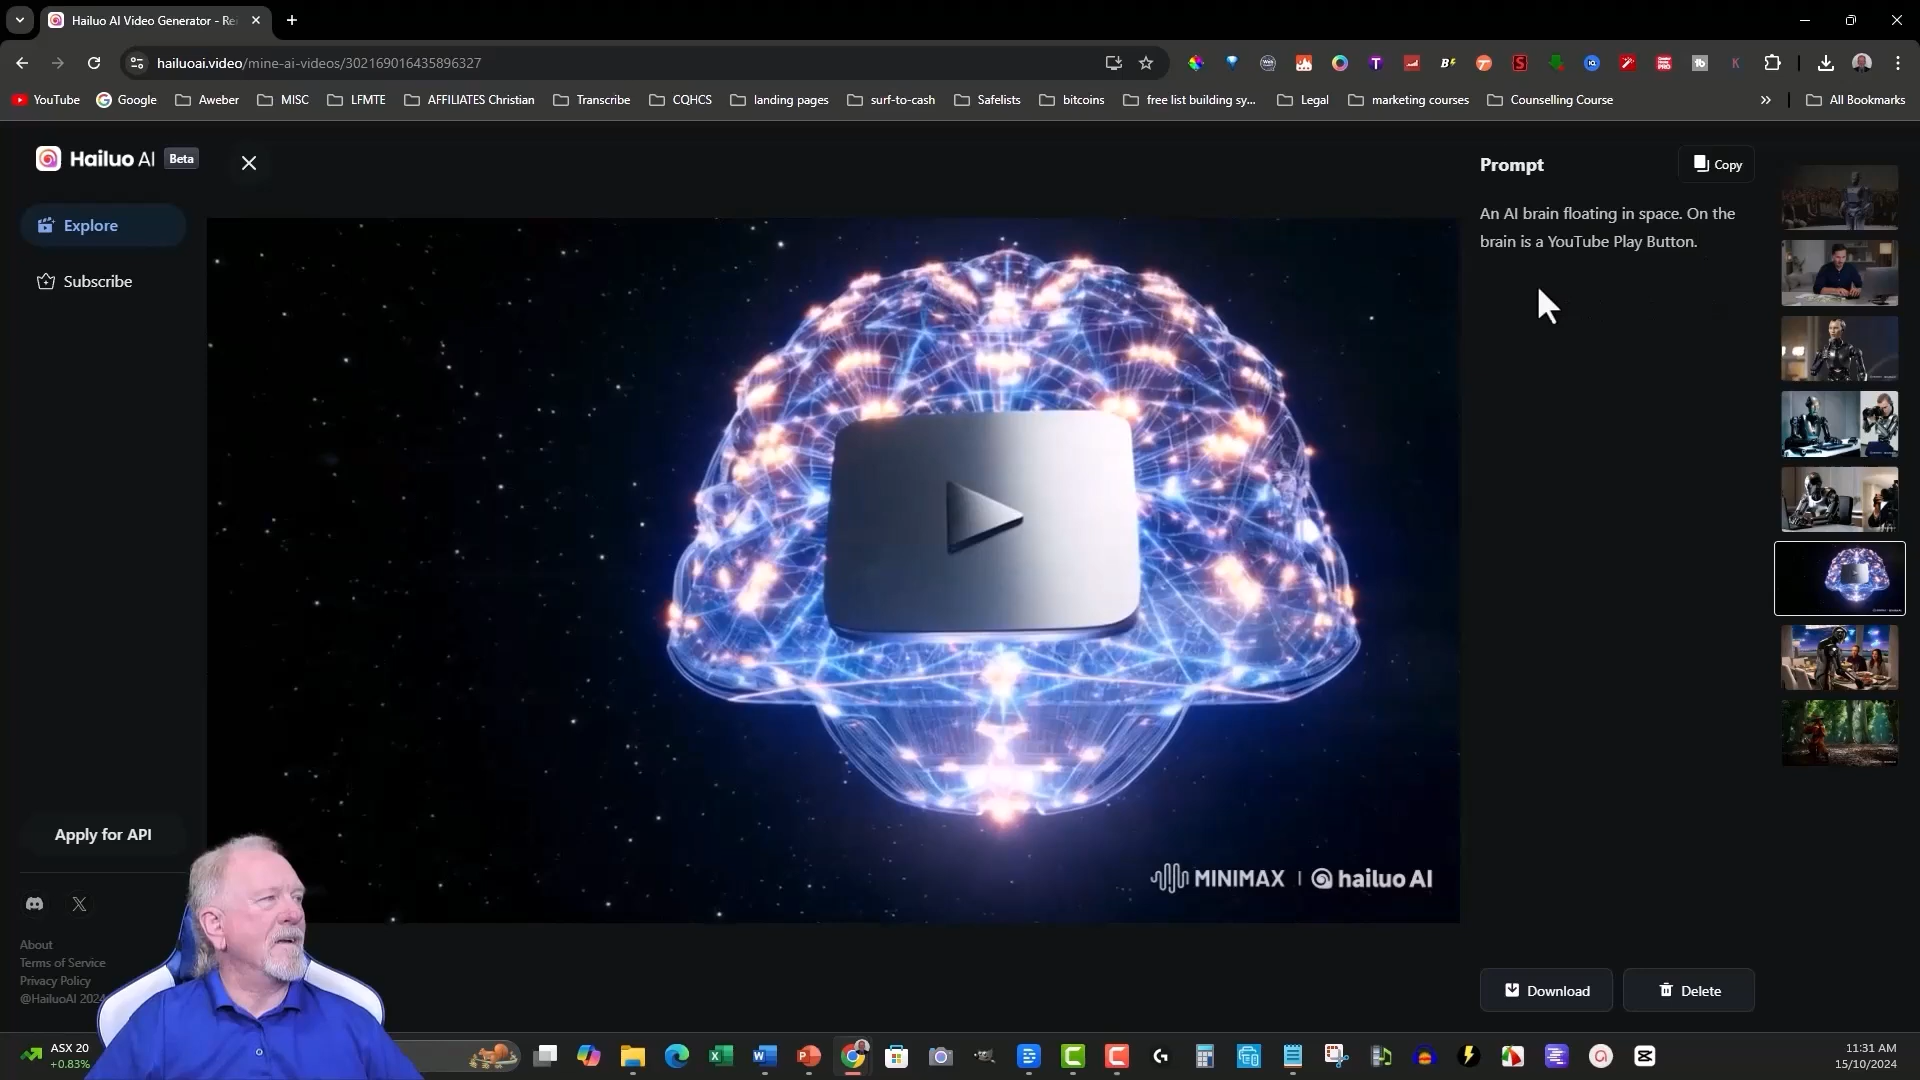 Hailuo AI Video Generator - Re
hailuoai.video/mine-ai-videos/302169016435896327
YouTube
Google
Aweber
MISC
LFMTE
AFFILIATES Christian
Transcribe
CQHCS
landing pages
surf-to-cash
Safelists
bitcoins
free list building sy...
Legal
marketing courses
Counselling Course
All Bookmarks
Hailuo AI Beta
Explore
Subscribe
Prompt
Copy
An AI brain floating in space. On the
brain is a YouTube Play Button.
MINIMAX | hailuo AI
Apply for API
About
Terms of Service
Privacy Policy
@HailuoAI 2024
Download
Delete
ASX 20
+0.83%
11:31 AM
15/10/2024